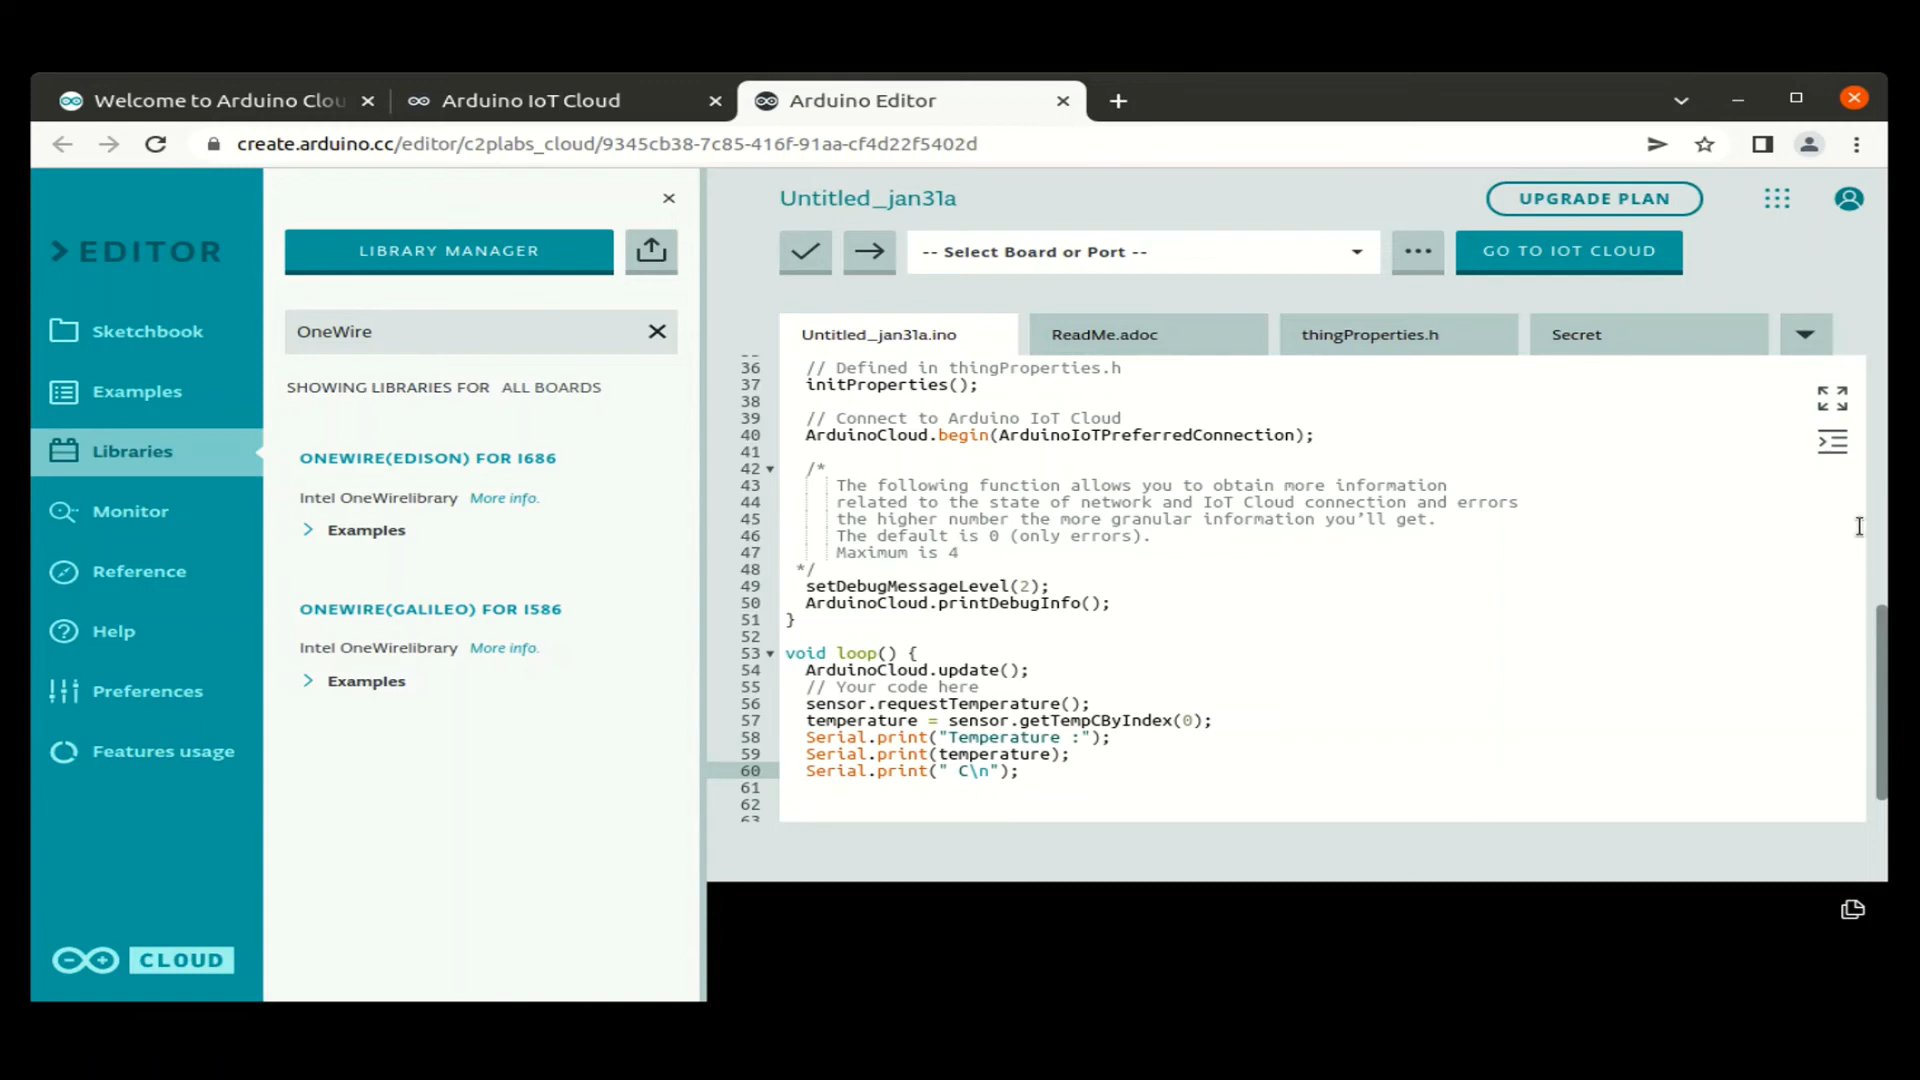 Welcome to Arduino Clou
Arduino IoT Cloud
Arduino Editor
create.arduino.cc/editor/c2plabs_cloud/9345cb38-7c85-416f-91aa-cf4d22f5402d
EDITOR
Sketchbook
Examples
Libraries
Monitor
Reference
Help
Preferences
Features usage
CLOUD
LIBRARY MANAGER
OneWire
SHOWING LIBRARIES FOR ALL BOARDS
ONEWIRE(EDISON) FOR I686
Intel OneWirelibrary More info.
Examples
ONEWIRE(GALILEO) FOR I586
Intel OneWirelibrary More info.
Examples
Untitled_jan31a
UPGRADE PLAN
-- Select Board or Port --
GO TO IOT CLOUD
Untitled_jan31a.ino
ReadMe.adoc
thingProperties.h
Secret
36 // Defined in thingProperties.h
37 initProperties();
38
39 // Connect to Arduino IoT Cloud
40 ArduinoCloud.begin(ArduinoIoTPreferredConnection);
41
42 /*
43 The following function allows you to obtain more information
44 related to the state of network and IoT Cloud connection and errors
45 the higher number the more granular information you’ll get.
46 The default is 0 (only errors).
47 Maximum is 4
48 */
49 setDebugMessageLevel(2);
50 ArduinoCloud.printDebugInfo();
51 }
52
53 void loop() {
54 ArduinoCloud.update();
55 // Your code here
56 sensor.requestTemperature();
57 temperature = sensor.getTempCByIndex(0);
58 Serial.print("Temperature :");
59 Serial.print(temperature);
60 Serial.print(" C\n");
61
62
63